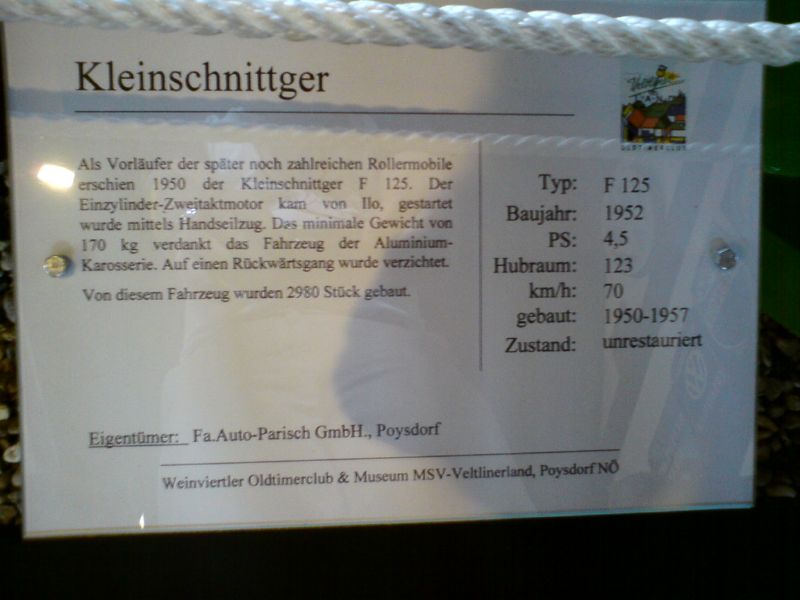 Kleinschnittger
OLDTIMERCLUB
Als Vorläufer der später noch zahlreichen Rollermobile
erschien 1950 der Kleinschnittger F 125. Der
Einzylinder-Zweitaktmotor kam von Ilo, gestartet
wurde mittels Handseilzug. Das minimale Gewicht von
170 kg verdankt das Fahrzeug der Aluminium-
Karosserie. Auf einen Rückwärtsgang wurde verzichtet.
Von diesem Fahrzeug wurden 2980 Stück gebaut.
Typ: F 125
Baujahr: 1952
PS: 4,5
Hubraum: 123
km/h: 70
gebaut: 1950-1957
Zustand: unrestauriert
Eigentümer: Fa.Auto-Parisch GmbH., Poysdorf
Weinviertler Oldtimerclub & Museum MSV-Veltlinerland, Poysdorf NÖ